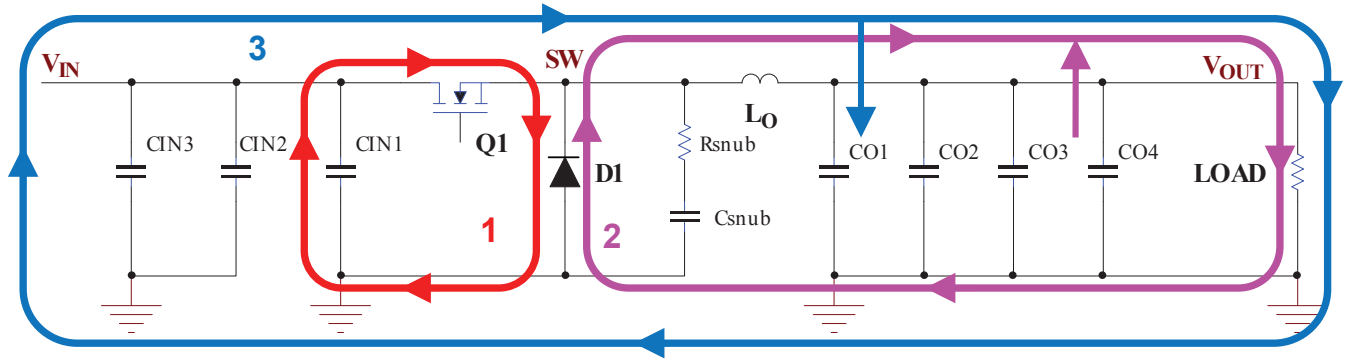 3
VIN
SW
VOUT
CIN3
CIN2
CIN1
Q1
LO
Rsnub
CO1
CO2
CO3
CO4
D1
LOAD
Csnub
1
2